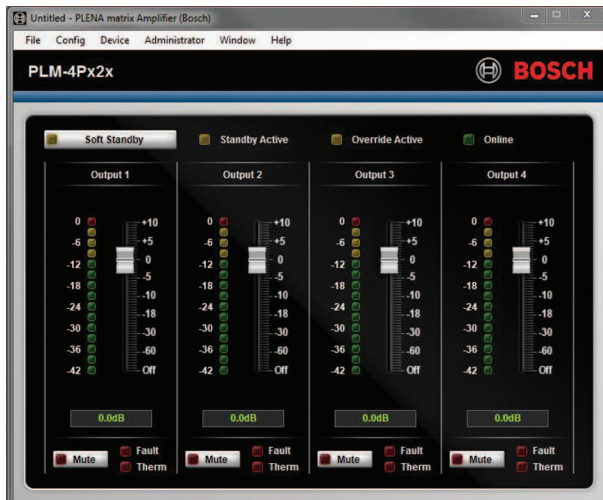 Untitled - PLENA matrix Amplifier (Bosch)
File Config Device Administrator Window Help
PLM-4Px2x
BOSCH
Soft Standby Standby Active Override Active Online
Output 1 Output 2 Output 3 Output 4
0 +10 0 +10 0 +10 0 +10
-6 +5 -6 +5 -6 +5 -6 +5
-12 0 -12 0 -12 0 -12 0
-5 -5 -5 -5
-18 -10 -18 -10 -18 -10 -18 -10
-24 -18 -24 -18 -24 -18 -24 -18
-30 -30 -30 -30 -30 -30 -30 -30
-36 -60 -36 -60 -36 -60 -36 -60
-42 Off -42 Off -42 Off -42 Off
0.0dB 0.0dB 0.0dB 0.0dB
Mute Fault Mute Fault Mute Fault Mute Fault
Therm Therm Therm Therm